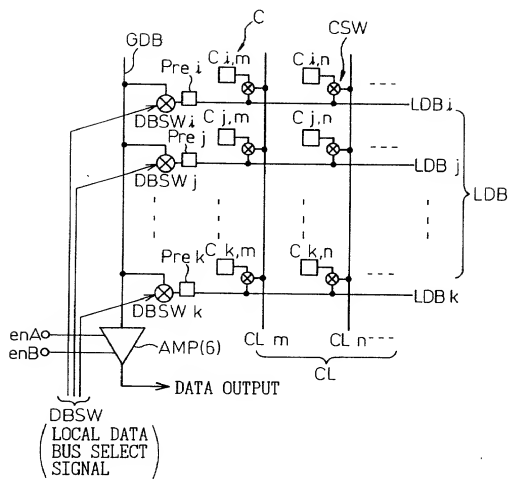 C
GDB
C i,m
C i,n
CSW
Pre i
LDB i
DBSW i
C j,m
C j,n
Pre j
LDB j
DBSW j
LDB
C k,m
C k,n
Pre k
LDB k
DBSW k
enA
enB
AMP(6)
CL m
CL n
CL
DATA OUTPUT
DBSW
(LOCAL DATA
BUS SELECT
SIGNAL)